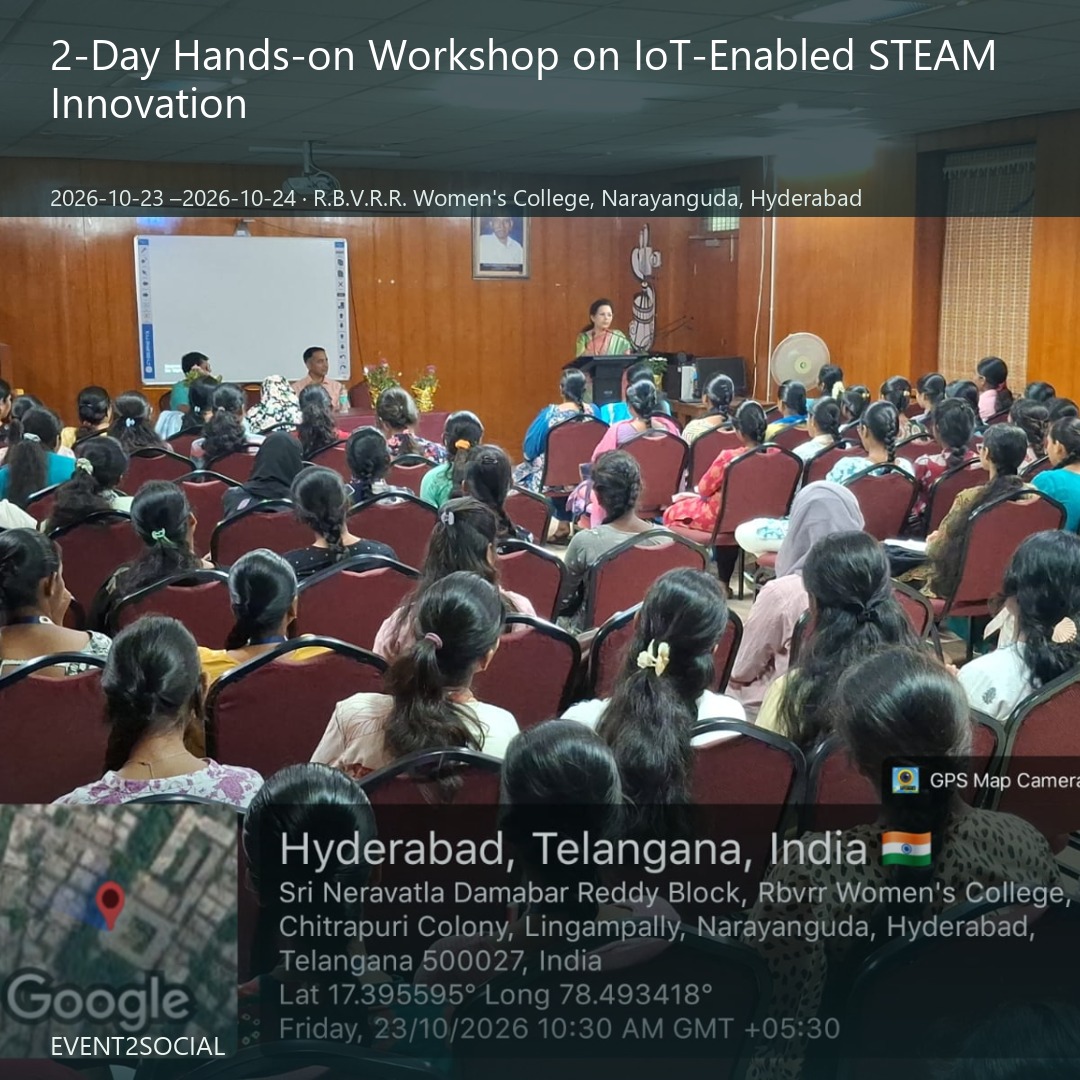 2-Day Hands-on Workshop on IoT-Enabled STEAM
Innovation
2026-10-23 –2026-10-24 · R.B.V.R.R. Women's College, Narayanguda, Hyderabad
GPS Map Camera
Hyderabad, Telangana, India
Sri Neravatla Damabar Reddy Block, Rbvrr Women's College,
Chitrapuri Colony, Lingampally, Narayanguda, Hyderabad,
Telangana 500027, India
Lat 17.395595° Long 78.493418°
Friday, 23/10/2026 10:30 AM GMT +05:30
Google
EVENT2SOCIAL